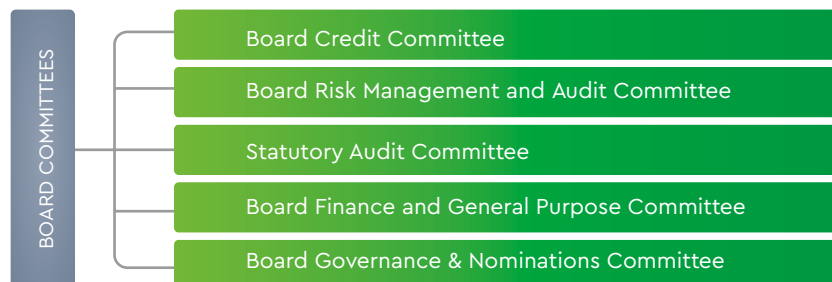 BOARD COMMITTEES
Board Credit Committee
Board Risk Management and Audit Committee
Statutory Audit Committee
Board Finance and General Purpose Committee
Board Governance & Nominations Committee